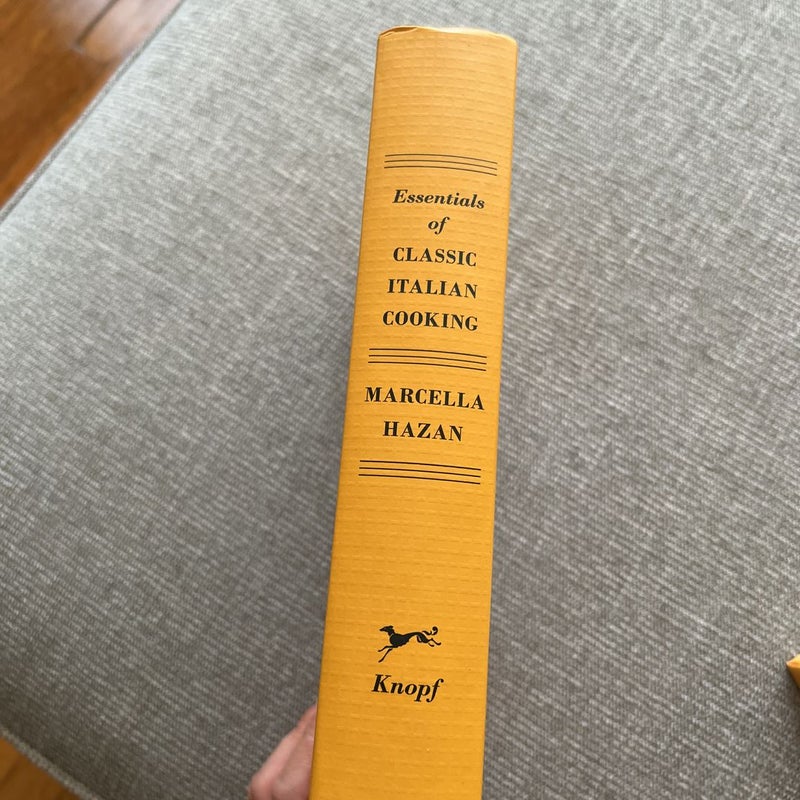 Essentials
of
CLASSIC
ITALIAN
COOKING
MARCELLA
HAZAN
Knopf